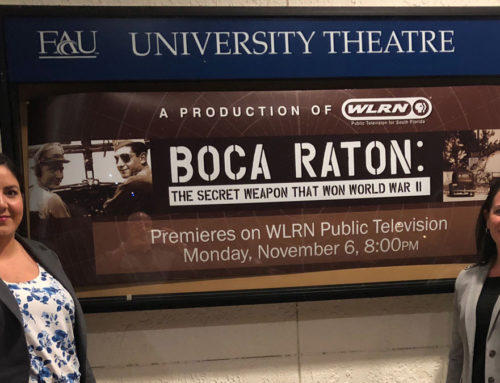 FAU UNIVERSITY THEATRE
A PRODUCTION OF WLRN
Public Television for South Florida
BOCA RATON:
THE SECRET WEAPON THAT WON WORLD WAR II
Premieres on WLRN Public Television
Monday, November 6, 8:00PM